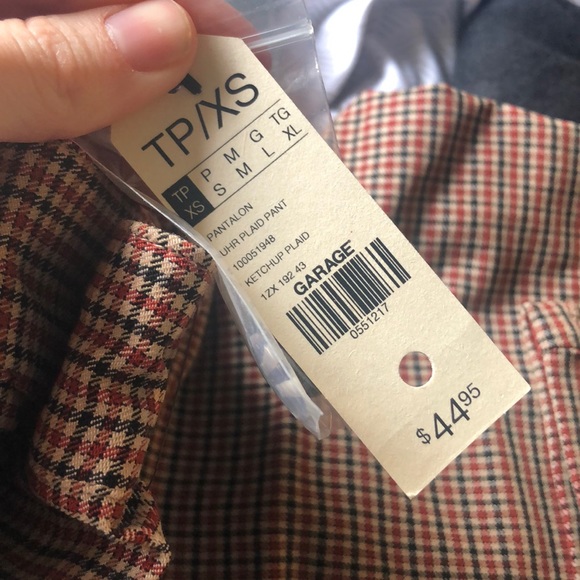 TP/XS
TP P M G TG
XS S M L XL
PANTALON
UHR PLAID PANT
10051948
KETCHUP PLAID
1ZX 192 43
GARAGE
0551217
$44.95